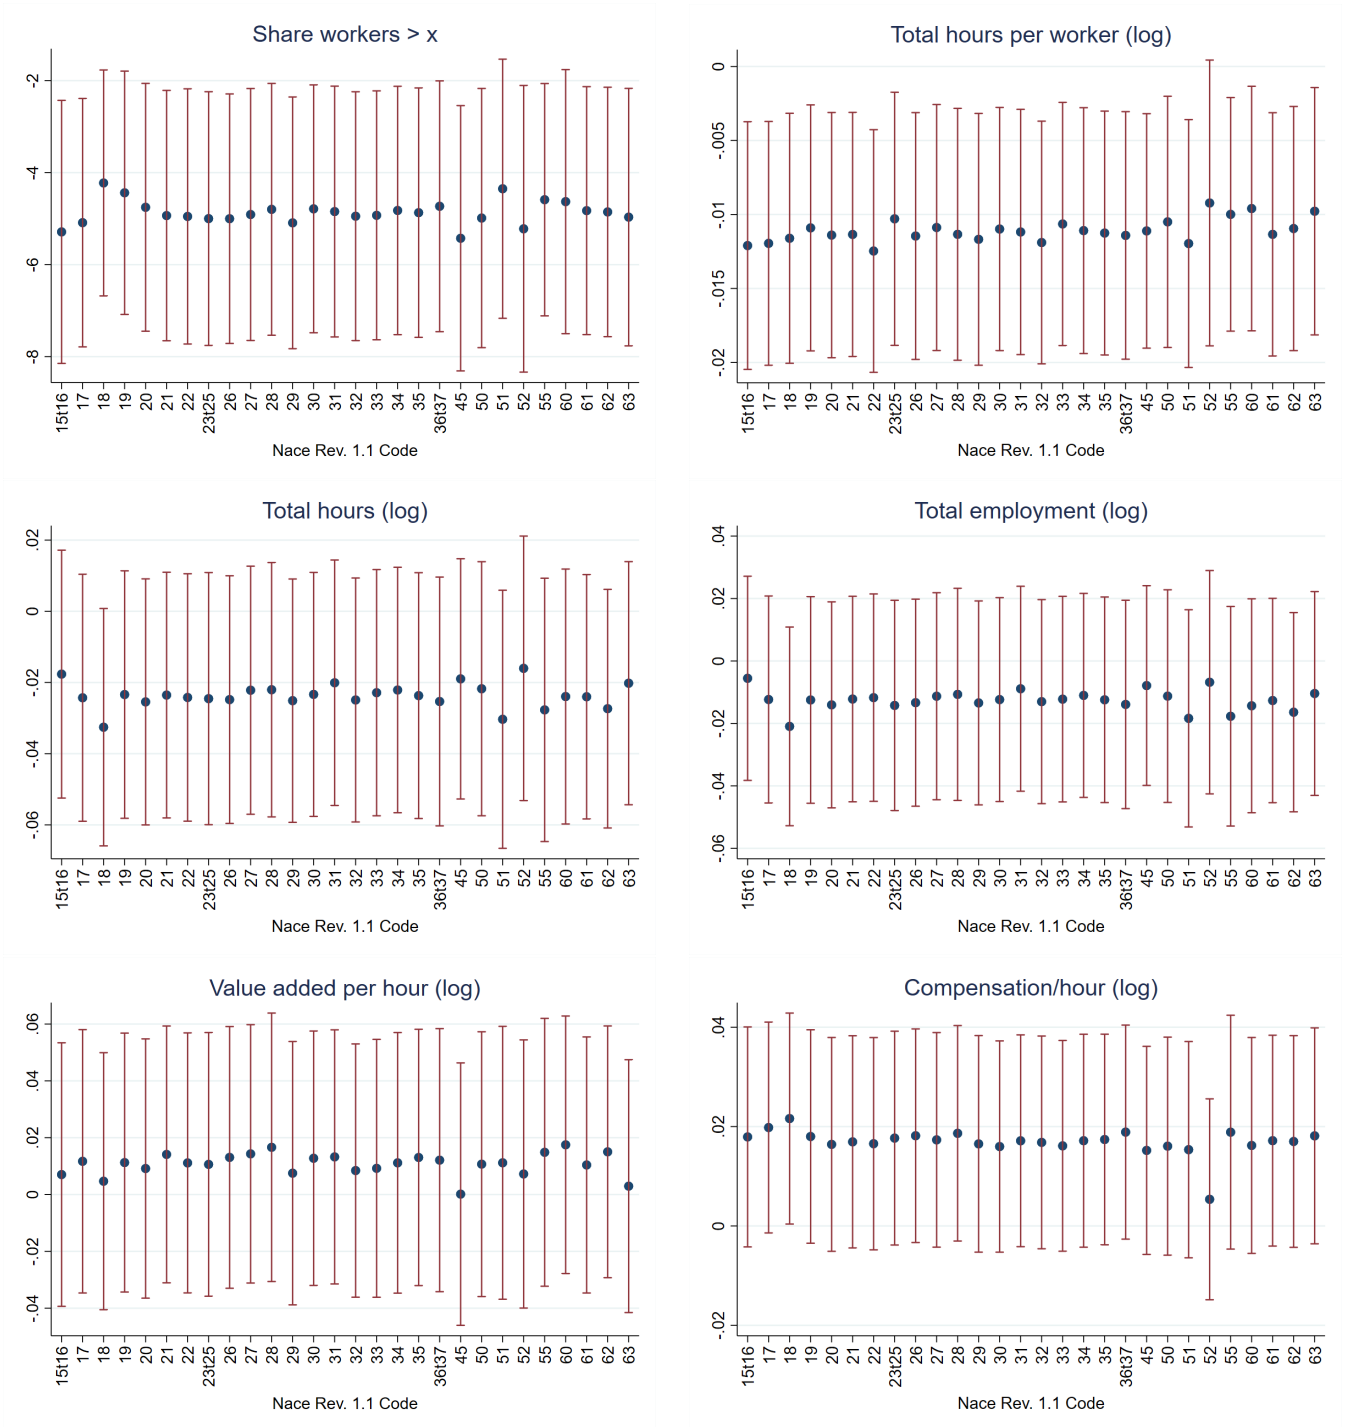 Share workers > x
-2
-4
-6
-8
15t16 17 18 19 20 21 22 23t25 26 27 28 29 30 31 32 33 34 35 36t37 45 50 51 52 55 60 61 62 63
Nace Rev. 1.1 Code
Total hours per worker (log)
0
-.005
-.01
-.015
-.02
15t16 17 18 19 20 21 22 23t25 26 27 28 29 30 31 32 33 34 35 36t37 45 50 51 52 55 60 61 62 63
Nace Rev. 1.1 Code
Total hours (log)
.02
0
-.02
-.04
-.06
15t16 17 18 19 20 21 22 23t25 26 27 28 29 30 31 32 33 34 35 36t37 45 50 51 52 55 60 61 62 63
Nace Rev. 1.1 Code
Total employment (log)
.04
.02
0
-.02
-.04
-.06
15t16 17 18 19 20 21 22 23t25 26 27 28 29 30 31 32 33 34 35 36t37 45 50 51 52 55 60 61 62 63
Nace Rev. 1.1 Code
Value added per hour (log)
.06
.04
.02
0
-.02
-.04
15t16 17 18 19 20 21 22 23t25 26 27 28 29 30 31 32 33 34 35 36t37 45 50 51 52 55 60 61 62 63
Nace Rev. 1.1 Code
Compensation/hour (log)
.04
.02
0
-.02
15t16 17 18 19 20 21 22 23t25 26 27 28 29 30 31 32 33 34 35 36t37 45 50 51 52 55 60 61 62 63
Nace Rev. 1.1 Code